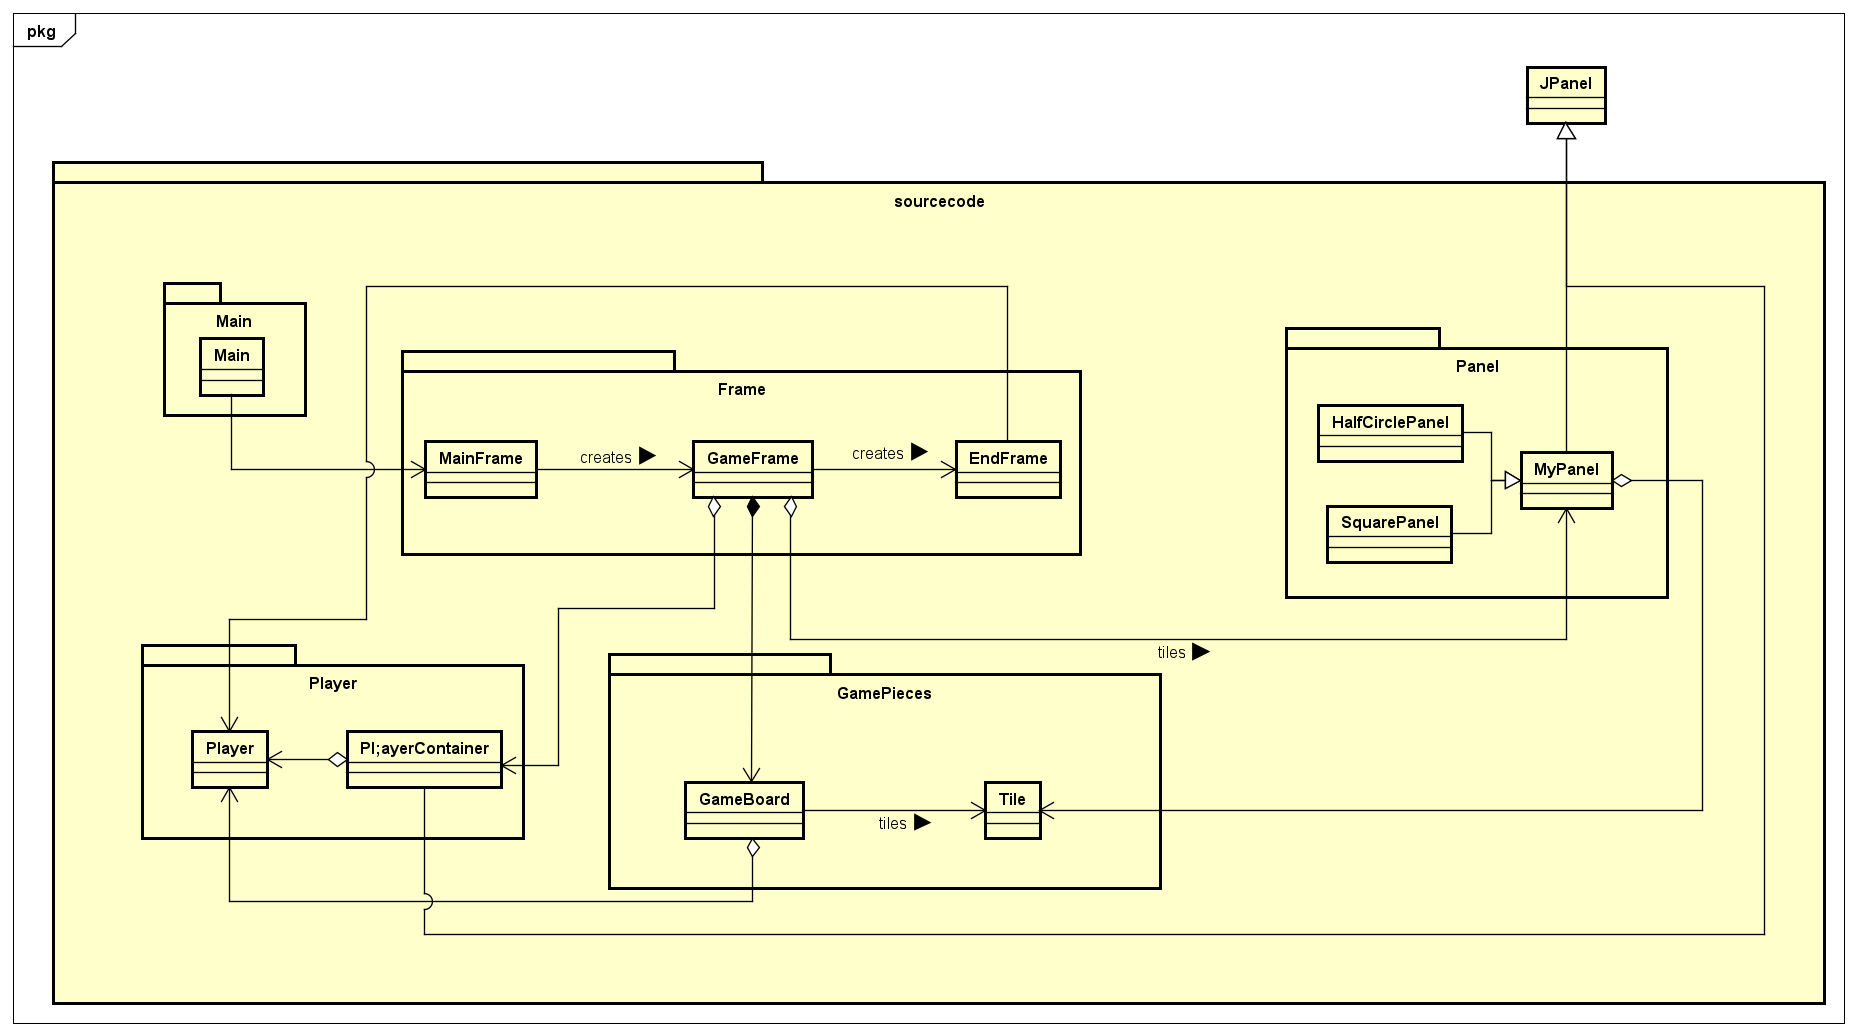 pkg
JPanel
sourcecode
Main
Main
Frame
MainFrame
creates
GameFrame
creates
EndFrame
Panel
HalfCirclePanel
MyPanel
SquarePanel
tiles
Player
Player
Pl;ayerContainer
GamePieces
GameBoard
tiles
Tile